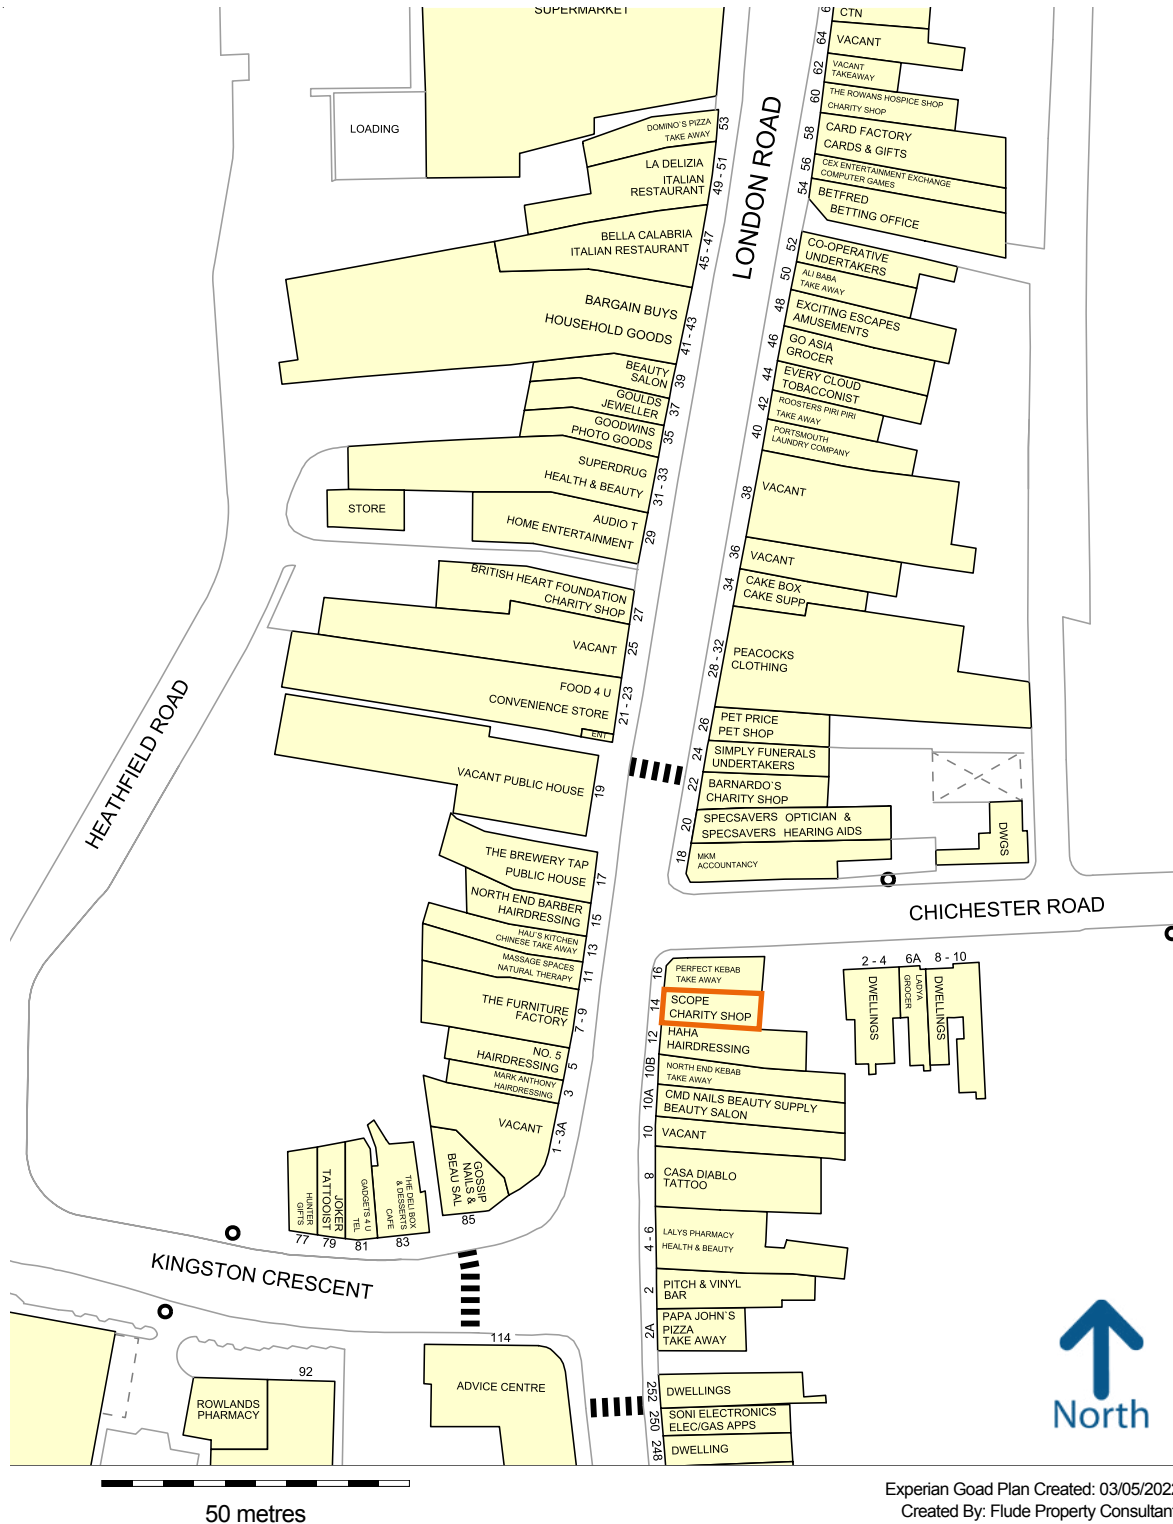 SUPERMARKET
LOADING
DOMINO`S PIZZA
TAKE AWAY
53
LA DELIZIA
ITALIAN
RESTAURANT
49 - 51
BELLA CALABRIA
ITALIAN RESTAURANT
45 - 47
BARGAIN BUYS
HOUSEHOLD GOODS
41 - 43
BEAUTY
SALON
39
GOULDS
JEWELLER
37
GOODWINS
PHOTO GOODS
35
SUPERDRUG
HEALTH & BEAUTY
31 - 33
STORE
AUDIO T
HOME ENTERTAINMENT
29
BRITISH HEART FOUNDATION
CHARITY SHOP
27
VACANT
25
FOOD 4 U
CONVENIENCE STORE
21 - 23
ENT
VACANT PUBLIC HOUSE
19
THE BREWERY TAP
PUBLIC HOUSE
17
NORTH END BARBER
HAIRDRESSING
15
HAU`S KITCHEN
CHINESE TAKE AWAY
13
MASSAGE SPACES
NATURAL THERAPY
11
THE FURNITURE
FACTORY
7 - 9
NO. 5
HAIRDRESSING
5
MARK ANTHONY
HAIRDRESSING
3
VACANT
1 - 3A
GOSSIP
NAILS &
BEAU SAL
85
THE DELI BOX
& DESSERTS
CAFE
83
GADGETS 4 U
TEL
81
JOKER
TATTOOIST
79
HUNTER
GIFTS
77
LONDON ROAD
HEATHFIELD ROAD
CHICHESTER ROAD
KINGSTON CRESCENT
CTN
6
VACANT
64
VACANT
TAKEAWAY
62
THE ROWANS HOSPICE SHOP
CHARITY SHOP
60
CARD FACTORY
CARDS & GIFTS
58
CEX ENTERTAINMENT EXCHANGE
COMPUTER GAMES
56
BETFRED
BETTING OFFICE
54
CO-OPERATIVE
UNDERTAKERS
52
ALI BABA
TAKE AWAY
50
EXCITING ESCAPES
AMUSEMENTS
48
GO ASIA
GROCER
46
EVERY CLOUD
TOBACCONIST
44
ROOSTERS PIRI PIRI
TAKE AWAY
42
PORTSMOUTH
LAUNDRY COMPANY
40
VACANT
38
VACANT
36
CAKE BOX
CAKE SUPP
34
PEACOCKS
CLOTHING
28 - 32
PET PRICE
PET SHOP
26
SIMPLY FUNERALS
UNDERTAKERS
24
BARNARDO`S
CHARITY SHOP
22
SPECSAVERS OPTICIAN &
SPECSAVERS HEARING AIDS
20
MKM
ACCOUNTANCY
18
DWGS
PERFECT KEBAB
TAKE AWAY
16
SCOPE
CHARITY SHOP
14
HAHA
HAIRDRESSING
12
NORTH END KEBAB
TAKE AWAY
10B
CMD NAILS BEAUTY SUPPLY
BEAUTY SALON
10A
VACANT
10
CASA DIABLO
TATTOO
8
LALYS PHARMACY
HEALTH & BEAUTY
4 - 6
PITCH & VINYL
BAR
2
PAPA JOHN`S
PIZZA
TAKE AWAY
2A
2 - 4
DWELLINGS
6A
LADYA
GROCER
8 - 10
DWELLINGS
DWELLINGS
252
SONI ELECTRONICS
ELEC/GAS APPS
250
DWELLING
248
114
ADVICE CENTRE
92
ROWLANDS
PHARMACY
North
50 metres
Experian Goad Plan Created: 03/05/2022
Created By: Flude Property Consultant